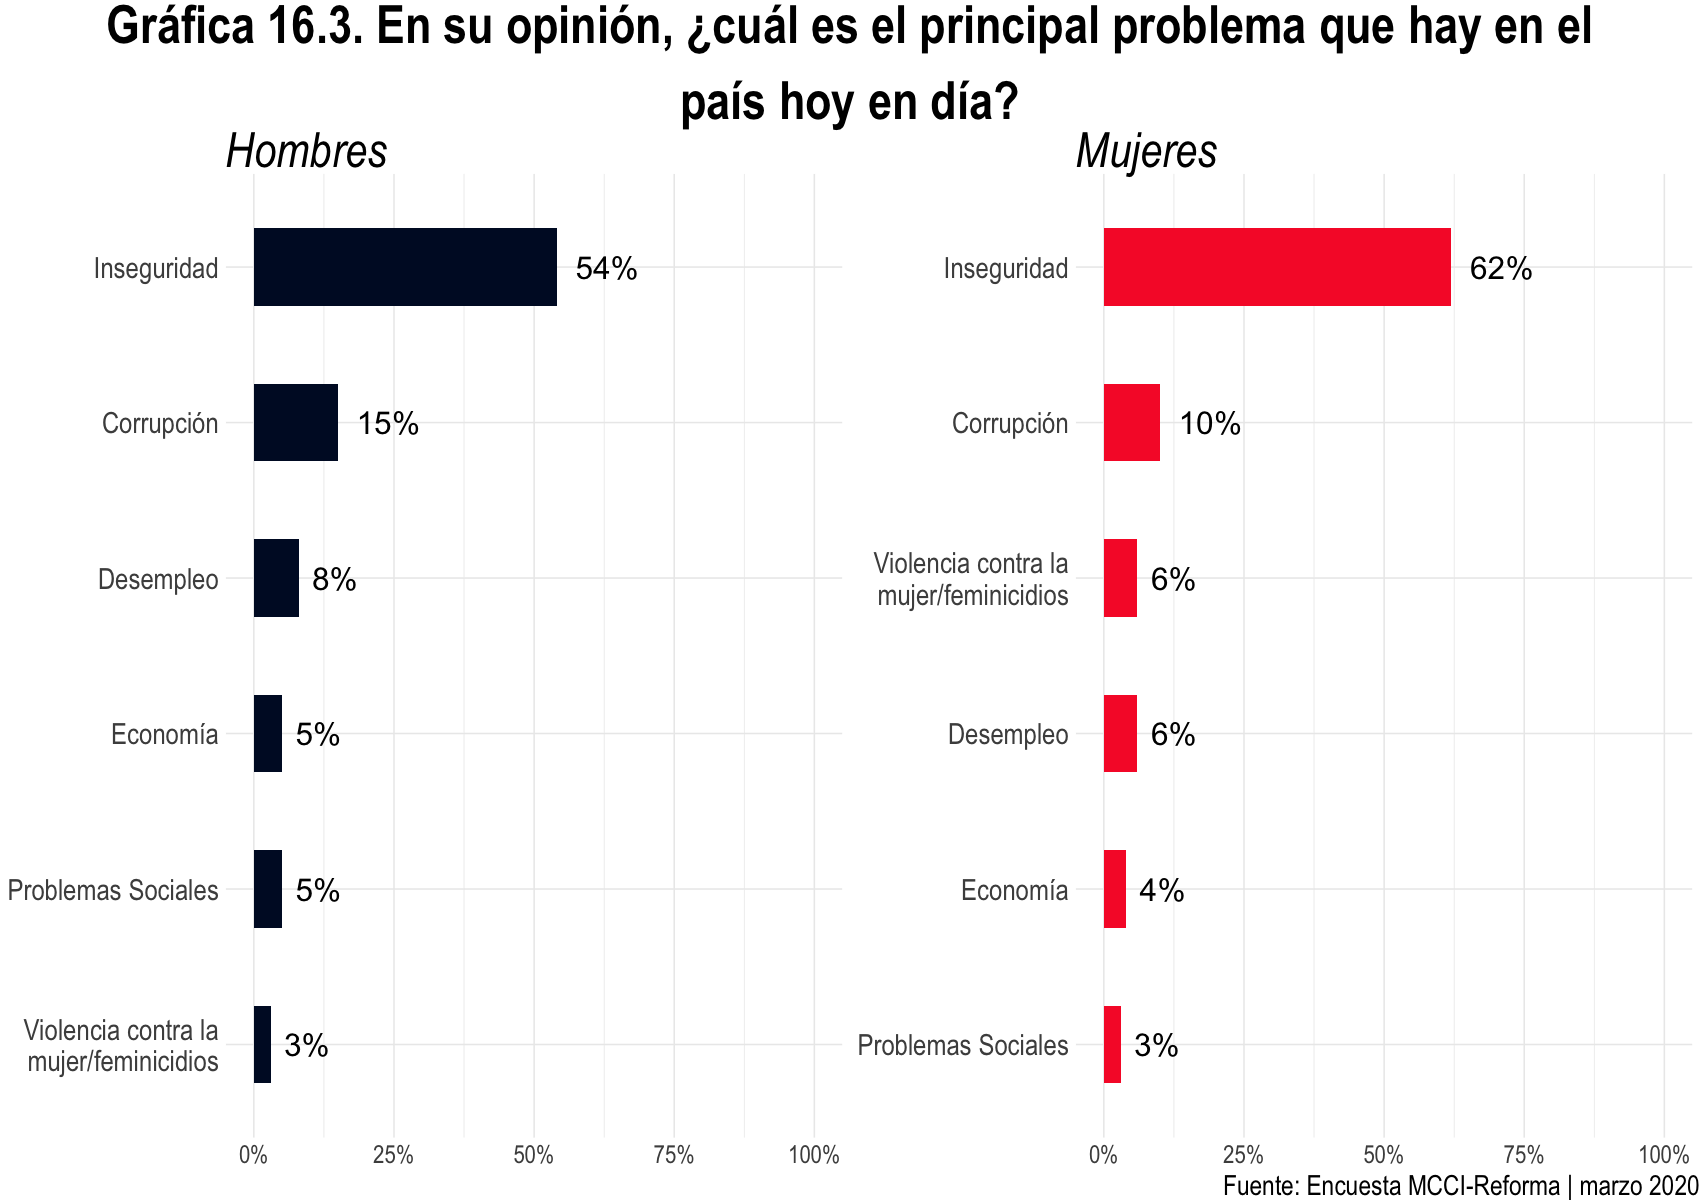 Gráfica 16.3. En su opinión, ¿cuál es el principal problema que hay en el
país hoy en día?
Hombres
Inseguridad
54%
Corrupción
15%
Desempleo
8%
Economía
5%
Problemas Sociales
5%
Violencia contra la
mujer/feminicidios
3%
0%
25%
50%
75%
100%
Mujeres
Inseguridad
62%
Corrupción
10%
Violencia contra la
mujer/feminicidios
6%
Desempleo
6%
Economía
4%
Problemas Sociales
3%
0%
25%
50%
75%
100%
Fuente: Encuesta MCCI-Reforma | marzo 2020